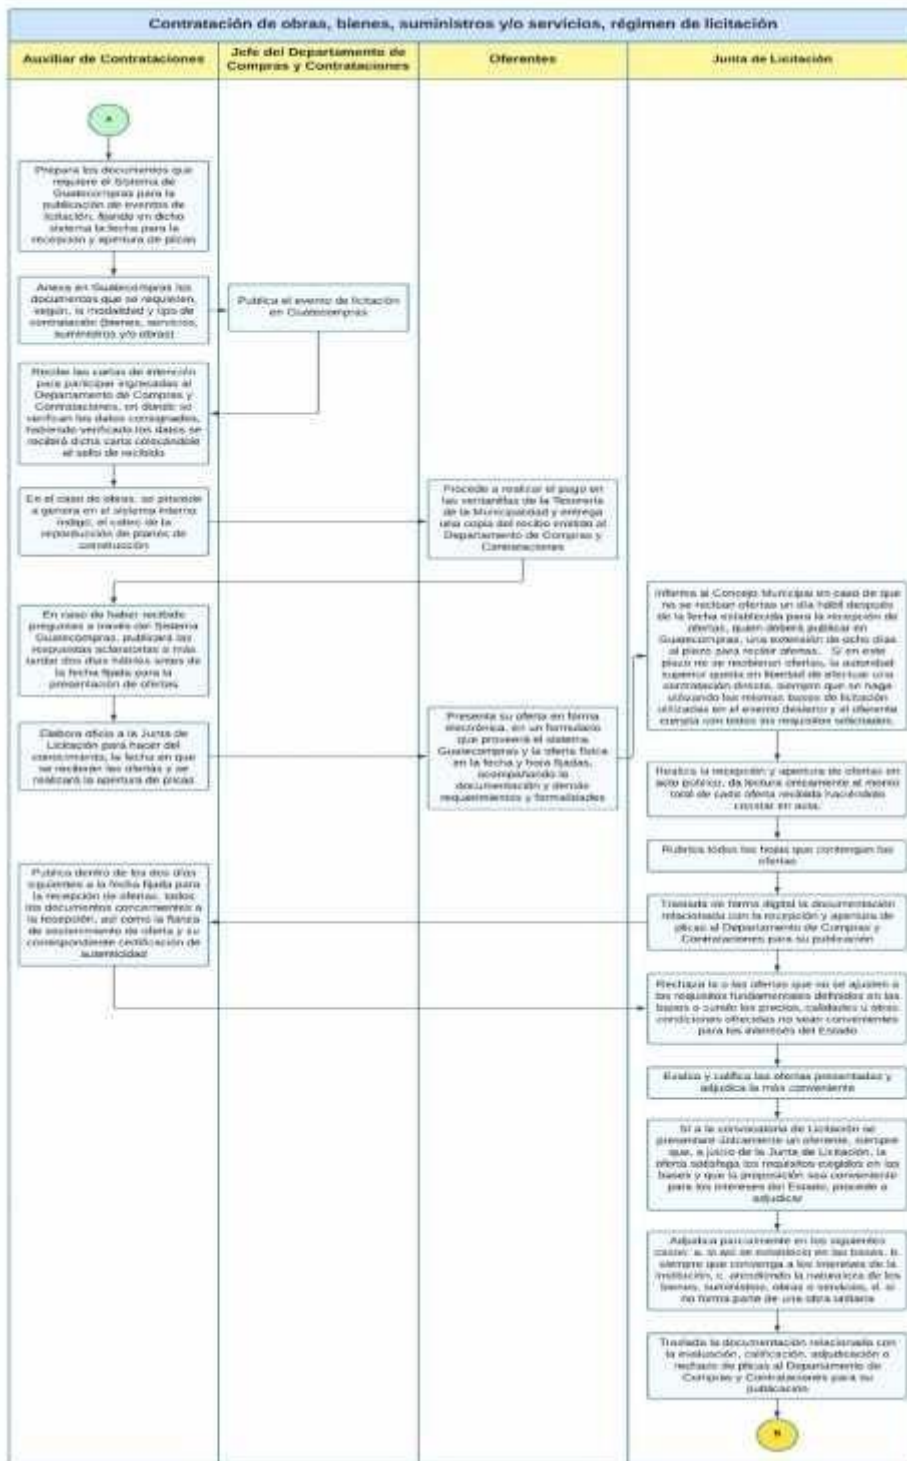 Contratación de obras, bienes, suministros y/o servicios, régimen de licitación
Auxiliar de Contrataciones
Jefe del Departamento de
Compras y Contrataciones
Oferentes
Junta de Licitación
A
Prepara los documentos que
requiere el Sistema de
Guatecompras para la
publicación de eventos de
licitación, fijando en dicho
sistema la fecha para la
recepción y apertura de plicas
Anexa en Guatecompras los
documentos que se requieren,
según, la modalidad y tipo de
contratación (bienes, servicios,
suministros y/o obras)
Publica el evento de licitación
en Guatecompras
Recibe las cartas de intención
para participar ingresadas al
Departamento de Compras y
Contrataciones, en donde se
verifican los datos consignados,
habiendo verificado los datos se
recibirá dicha carta colocándole
el sello de recibido
En el caso de obras, se procede
a genera en el sistema interno
indigo, el cobro de la
reproducción de planos de
construcción
Procede a realizar el pago en
las ventanillas de la Tesorería
de la Municipalidad y entrega
una copia del recibo emitido al
Departamento de Compras y
Contrataciones
En caso de haber recibido
preguntas a través del Sistema
Guatecompras, publicará las
respuestas aclaratorias a más
tardar dos días hábiles antes de
la fecha fijada para la
presentación de ofertas
Elabora oficio a la Junta de
Licitación para hacer del
conocimiento, la fecha en que
se recibirán las ofertas y se
realizará la apertura de plicas
Presenta su oferta en forma
electrónica, en un formulario
que proveerá el sistema
Guatecompras y la oferta física
en la fecha y hora fijadas,
acompañando la
documentación y demás
requerimientos y formalidades
Informa al Concejo Municipal en caso de que
no se reciban ofertas un día hábil después
de la fecha establecida para la recepción de
ofertas, quien deberá publicar en
Guatecompras, una extensión de ocho días
al plazo para recibir ofertas. Si en este
plazo no se recibieran ofertas, la autoridad
superior queda en libertad de efectuar una
contratación directa, siempre que se haga
utilizando las mismas bases de licitación
utilizadas en el evento desierto y el oferente
cumpla con todos los requisitos solicitados.
Realiza la recepción y apertura de ofertas en
acto público, da lectura únicamente al monto
total de cada oferta recibida haciéndolo
constar en acta.
Rubrica todas las hojas que contengan las
ofertas
Traslada de forma digital la documentación
relacionada con la recepción y apertura de
plicas al Departamento de Compras y
Contrataciones para su publicación
Publica dentro de los dos días
siguientes a la fecha fijada para
la recepción de ofertas, todos
los documentos concernientes a
la recepción, así como la fianza
de sostenimiento de oferta y su
correspondiente certificación de
autenticidad
Rechaza la o las ofertas que no se ajusten a
los requisitos fundamentales definidos en las
bases o cundo los precios, calidades u otras
condiciones ofrecidas no sean convenientes
para los intereses del Estado
Evalúa y califica las ofertas presentadas y
adjudica la más conveniente
Si a la convocatoria de Licitación se
presentare únicamente un oferente, siempre
que, a juicio de la Junta de Licitación, la
oferta satisfaga los requisitos exigidos en las
bases y que la proposición sea conveniente
para los intereses del Estado, procede a
adjudicar
Adjudica parcialmente en los siguientes
casos: a. si así se estableció en las bases, b.
siempre que convenga a los intereses de la
institución, c. atendiendo la naturaleza de los
bienes, suministros, obras o servicios, d. si
no forma parte de una obra unitaria
Traslada la documentación relacionada con
la evaluación, calificación, adjudicación o
rechazo de plicas al Departamento de
Compras y Contrataciones para su
publicación
B